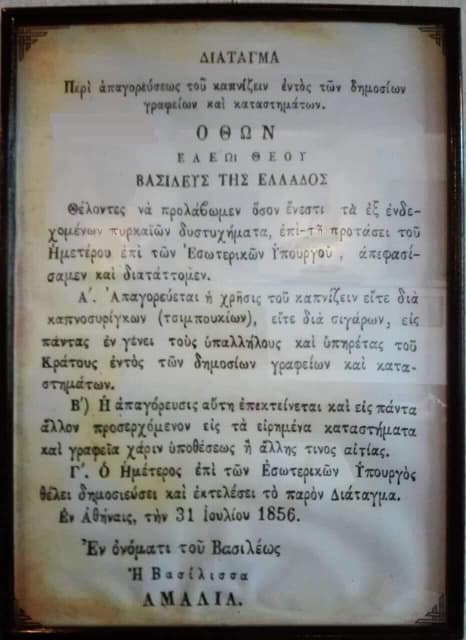 ΔΙΑΤΑΓΜΑ
Περὶ ἀπαγορεύσεως τοῦ καπνίζειν ἐντὸς τῶν δημοσίων
γραφείων καὶ καταστημάτων.
ΟΘΩΝ
ΕΛΕῼ ΘΕΟΥ
ΒΑΣΙΛΕΥΣ ΤΗΣ ΕΛΛΑΔΟΣ
Θέλοντες νὰ προλάβωμεν ὅσον ἔνεστι τὰ ἐξ ἐνδε-
χομένων πυρκαϊῶν δυστυχήματα, ἐπὶ τῇ προτάσει τοῦ
Ἡμετέρου ἐπὶ τῶν Ἐσωτερικῶν Ὑπουργοῦ, ἀπεφασί-
σαμεν καὶ διατάττομεν.
Α΄. Ἀπαγορεύεται ἡ χρῆσις τοῦ καπνίζειν εἴτε διὰ
καπνοσυρίγκων (τσιμπουκίων), εἴτε διὰ σιγάρων, εἰς
πάντας ἐν γένει τοὺς ὑπαλλήλους καὶ ὑπηρέτας τοῦ
Κράτους ἐντὸς τῶν δημοσίων γραφείων καὶ κατα-
στημάτων.
Β΄) Ἡ ἀπαγόρευσις αὕτη ἐπεκτείνεται καὶ εἰς πάντα
ἄλλον προσερχόμενον εἰς τὰ εἰρημένα καταστήματα
καὶ γραφεῖα χάριν ὑποθέσεως ἢ ἄλλης τινος αἰτίας.
Γ΄. Ὁ Ἡμέτερος ἐπὶ τῶν Ἐσωτερικῶν Ὑπουργὸς
θέλει δημοσιεύσει καὶ ἐκτελέσει τὸ παρὸν Διάταγμα.
Ἐν Ἀθήναις, τὴν 31 Ἰουλίου 1856.
Ἐν ὀνόματι τοῦ Βασιλέως
Ἡ Βασίλισσα
ΑΜΑΛΙΑ.